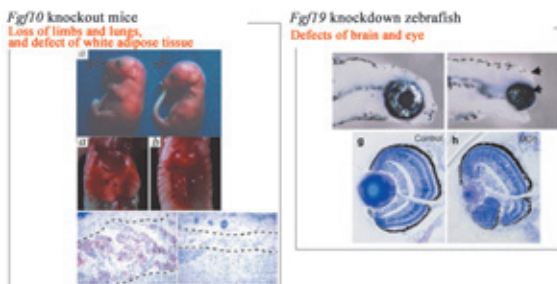 Fgf10 knockout mice
Loss of limbs and lungs,
and defect of white adipose tissue
Fgf19 knockdown zebrafish
Defects of brain and eye
g
Control
h